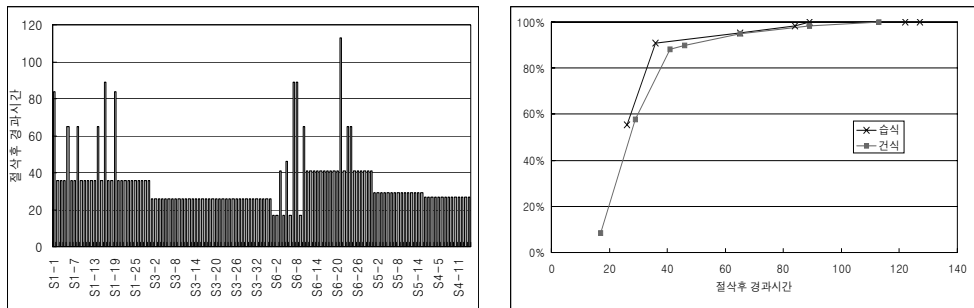 120
100
80
60
40
20
0
절삭후 경과시간
S1-1
S1-7
S1-13
S1-19
S1-25
S3-2
S3-8
S3-14
S3-20
S3-26
S3-32
S6-2
S6-8
S6-14
S6-20
S6-26
S5-2
S5-8
S5-14
S4-5
S4-11
100%
80%
60%
40%
20%
0%
습식
건식
0
20
40
60
80
100
120
140
절삭후 경과시간